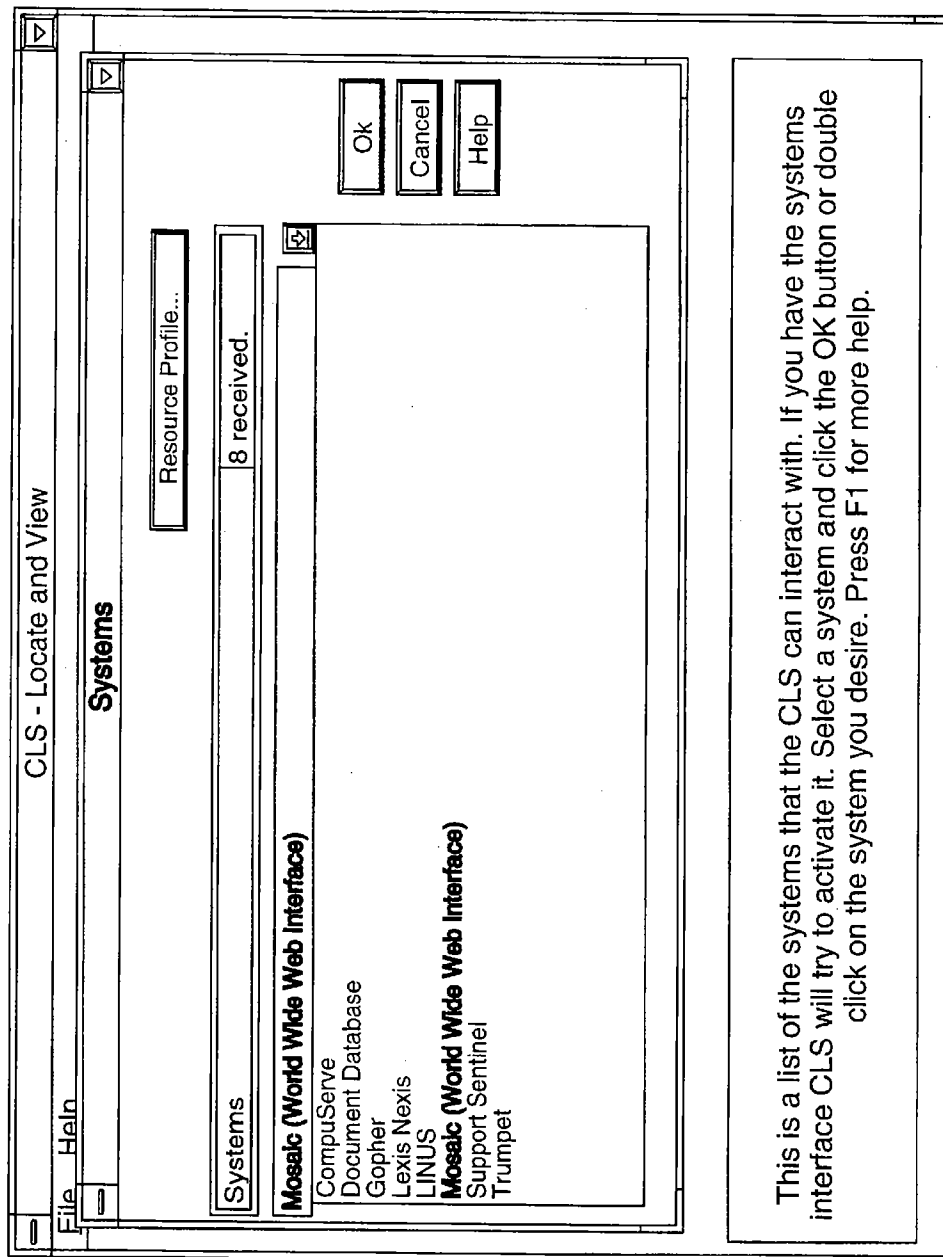 CLS - Locate and View
File Help
Systems
Resource Profile...
Systems 8 received.
Mosaic (World Wide Web Interface)
CompuServe
Document Database
Gopher
Lexis Nexis
LINUS
Mosaic (World Wide Web Interface)
Support Sentinel
Trumpet
Ok
Cancel
Help
This is a list of the systems that the CLS can interact with. If you have the systems
interface CLS will try to activate it. Select a system and click the OK button or double
click on the system you desire. Press F1 for more help.